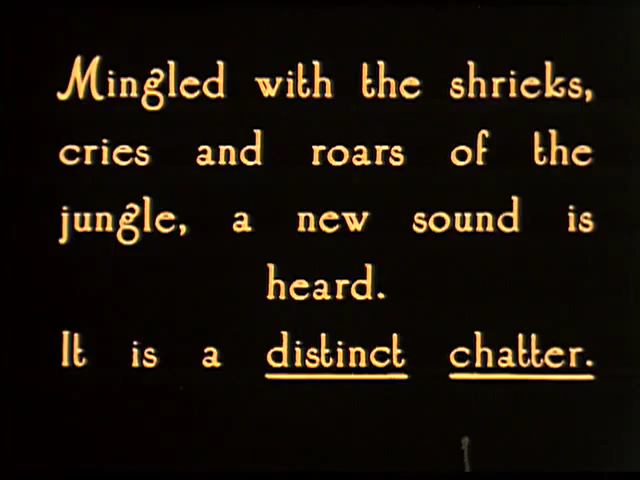 Mingled with the shrieks,
cries and roars of the
jungle, a new sound is
heard.
It is a distinct chatter.